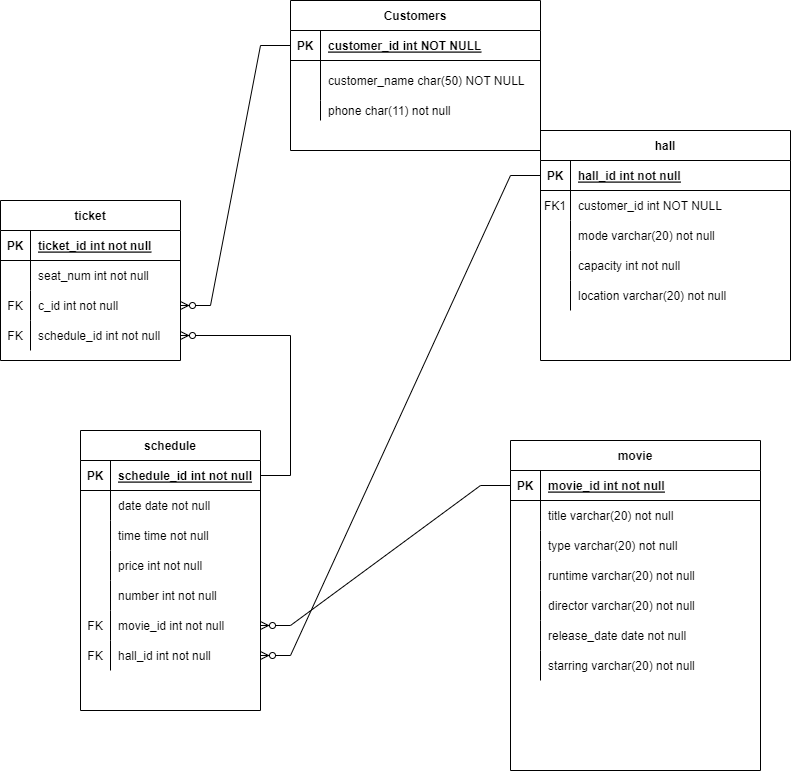 Customers
PK customer_id int NOT NULL
customer_name char(50) NOT NULL
phone char(11) not null
hall
PK hall_id int not null
FK1 customer_id int NOT NULL
mode varchar(20) not null
capacity int not null
location varchar(20) not null
ticket
PK ticket_id int not null
seat_num int not null
FK c_id int not null
FK schedule_id int not null
schedule
PK schedule_id int not null
date date not null
time time not null
price int not null
number int not null
FK movie_id int not null
FK hall_id int not null
movie
PK movie_id int not null
title varchar(20) not null
type varchar(20) not null
runtime varchar(20) not null
director varchar(20) not null
release_date date not null
starring varchar(20) not null